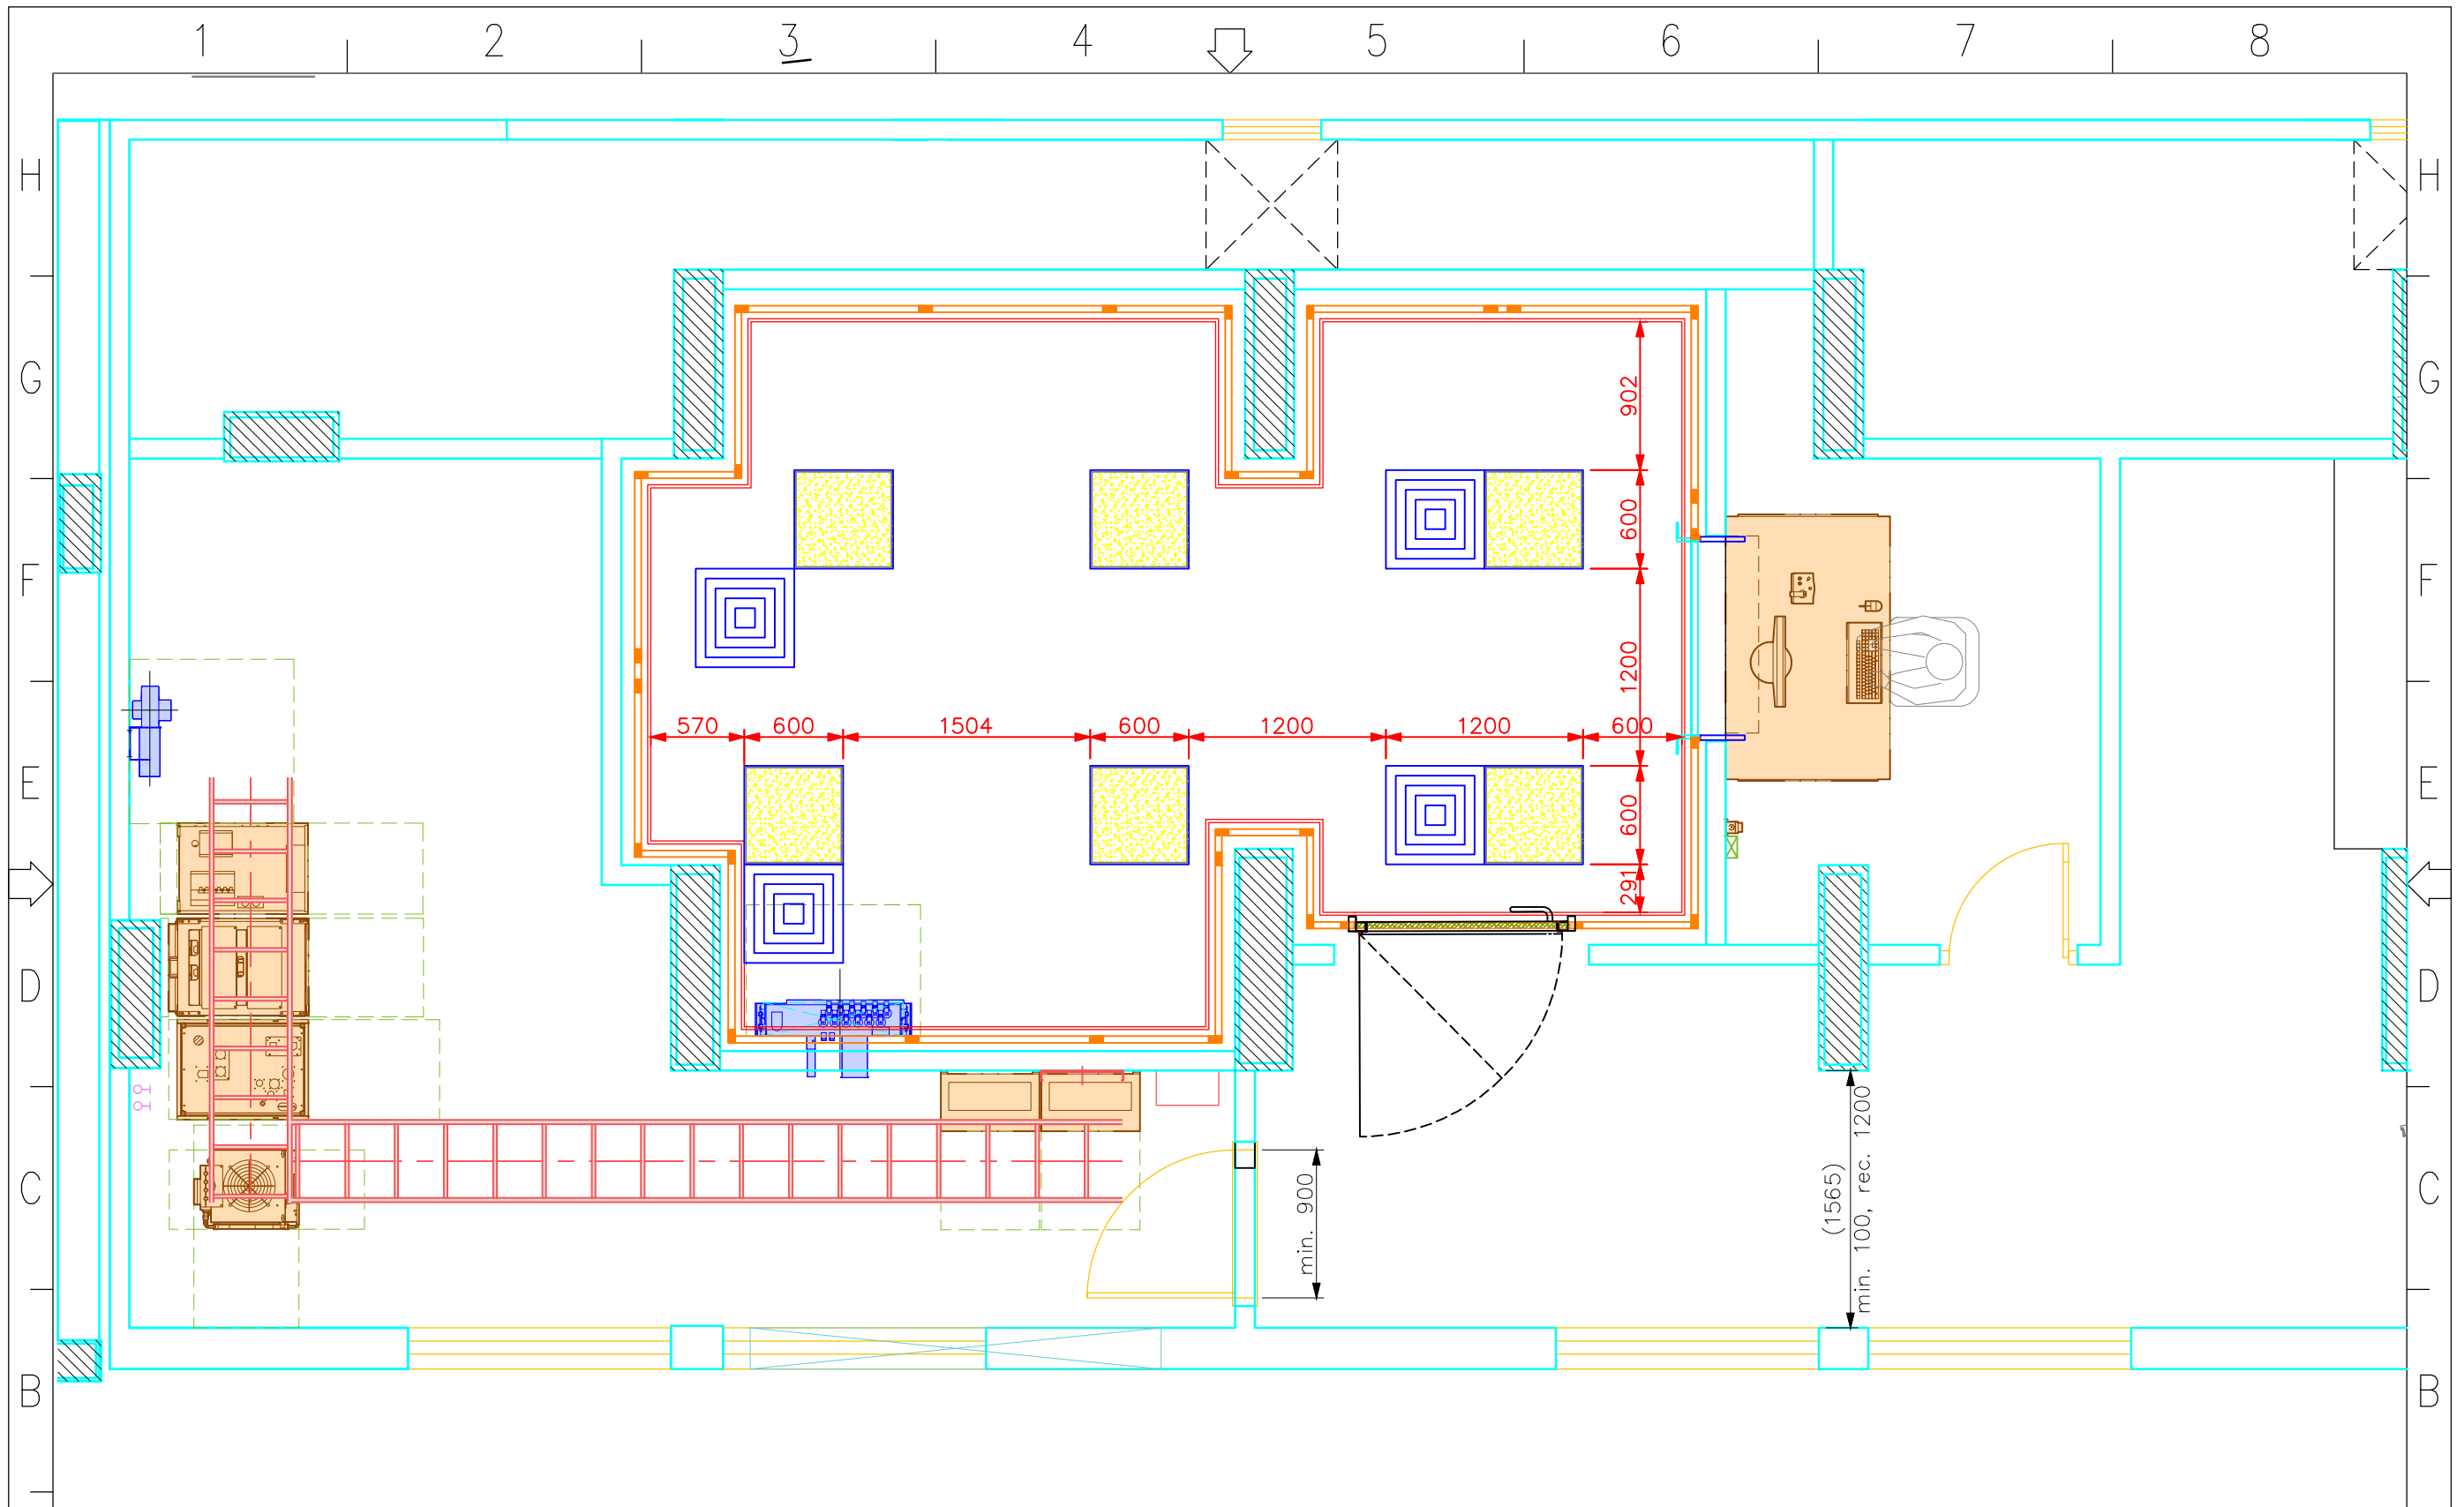 1 2 3 4 5 6 7 8
H H
G G
902
F F
600
1200
570 600 1504 600 1200 1200 600
E E
600
291
D D
C C
min. 900
(1565)
min. 100, rec. 1200
B B